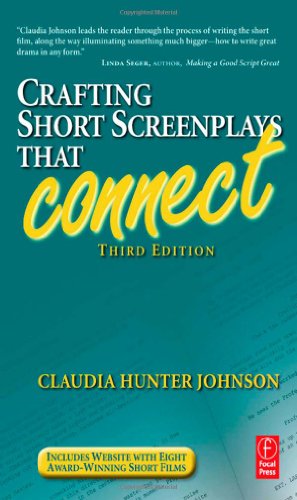 "Claudia Johnson leads the reader through the process of writing the short
film, along the way illuminating something much bigger—how to write great
drama in any form."
LINDA SEGER, AUTHOR, Making a Good Script Great
CRAFTING
SHORT SCREENPLAYS
THAT
connect
THIRD EDITION
CLAUDIA HUNTER JOHNSON
INCLUDES WEBSITE WITH EIGHT
AWARD-WINNING SHORT FILMS
Focal
Press